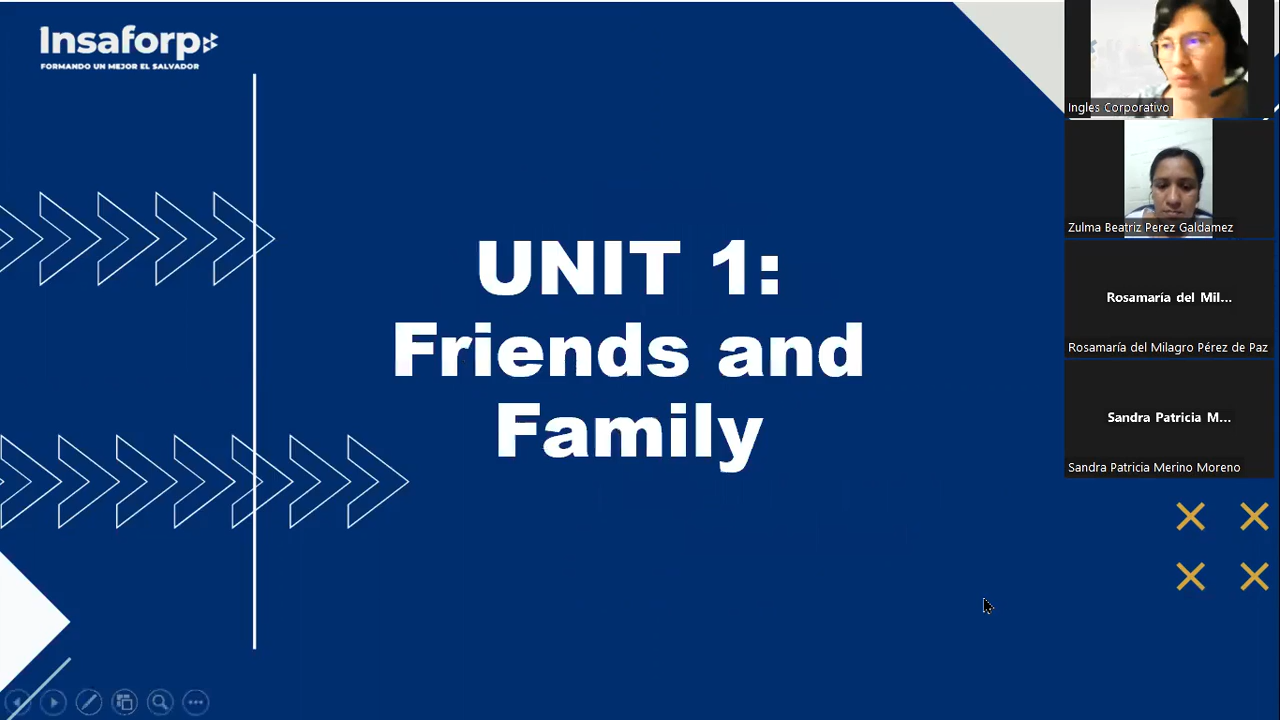 Insaforp
FORMANDO UN MEJOR EL SALVADOR
UNIT 1:
Friends and
Family
Ingles Corporativo
Zulma Beatriz Perez Galdamez
Rosamaría del Mil...
Rosamaría del Milagro Pérez de Paz
Sandra Patricia M...
Sandra Patricia Merino Moreno